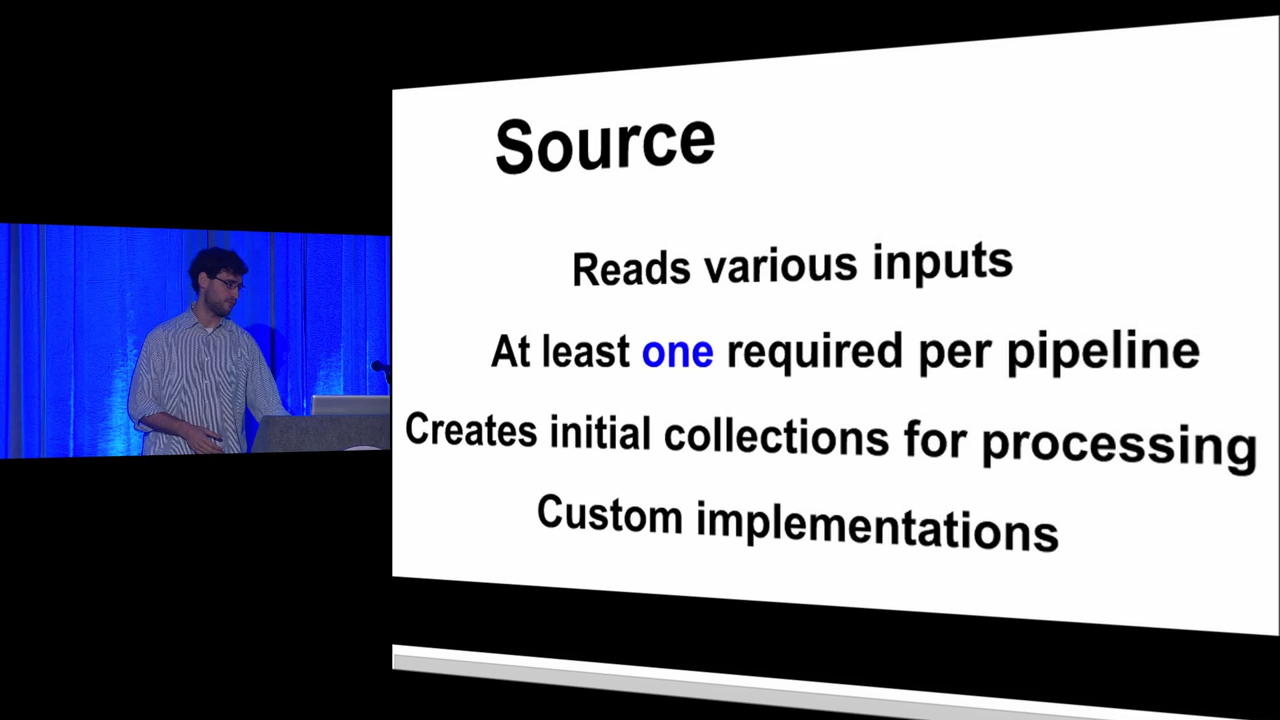 Source
Reads various inputs
At least one required per pipeline
Creates initial collections for processing
Custom implementations